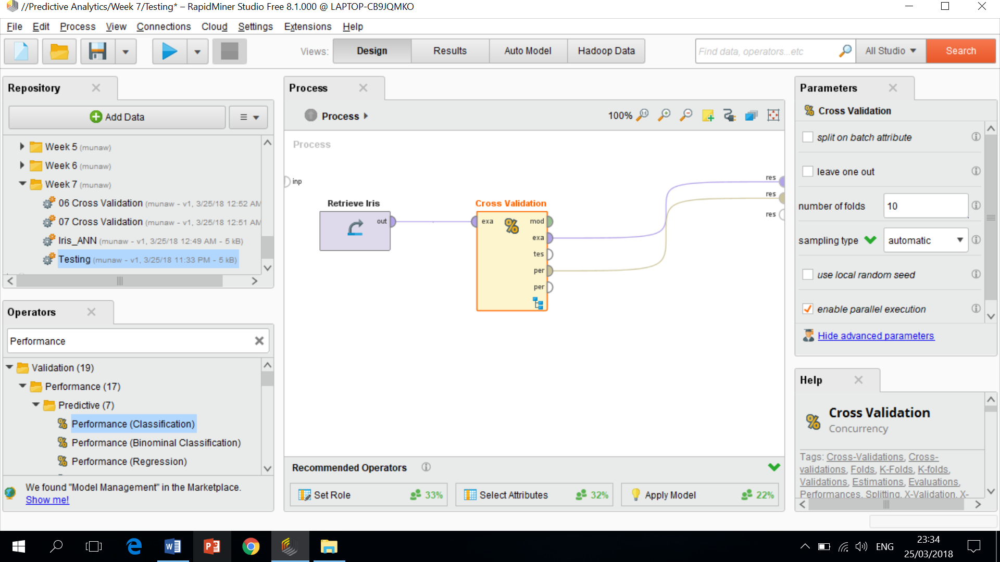 //Predictive Analytics/Week 7/Testing* – RapidMiner Studio Free 8.1.000 @ LAPTOP-CB9JQMKO
File Edit Process View Connections Cloud Settings Extensions Help
Views: Design Results Auto Model Hadoop Data
Find data, operators...etc All Studio Search
Repository
Add Data
Week 5 (munaw)
Week 6 (munaw)
Week 7 (munaw)
06 Cross Validation (munaw - v1, 3/25/18 12:52 AM
07 Cross Validation (munaw - v1, 3/25/18 12:51 AM
Iris_ANN (munaw - v1, 3/25/18 12:49 AM - 5 kB)
Testing (munaw - v1, 3/25/18 11:33 PM - 5 kB)
Operators
Performance
Validation (19)
Performance (17)
Predictive (7)
Performance (Classification)
Performance (Binominal Classification)
Performance (Regression)
We found "Model Management" in the Marketplace.
Show me!
Process
Process
100%
Process
inp
Retrieve Iris
out
Cross Validation
exa mod
exa
tes
per
per
res
res
res
Recommended Operators
Set Role 33% Select Attributes 32% Apply Model 22%
Parameters
Cross Validation
split on batch attribute
leave one out
number of folds 10
sampling type automatic
use local random seed
enable parallel execution
Hide advanced parameters
Help
Cross Validation
Concurrency
Tags: Cross-Validations, Cross-
validations, Folds, K-Folds, K-folds,
Validations, Estimations, Evaluations,
Performances, Splitting, X-Validation, X-
ENG
23:34
25/03/2018